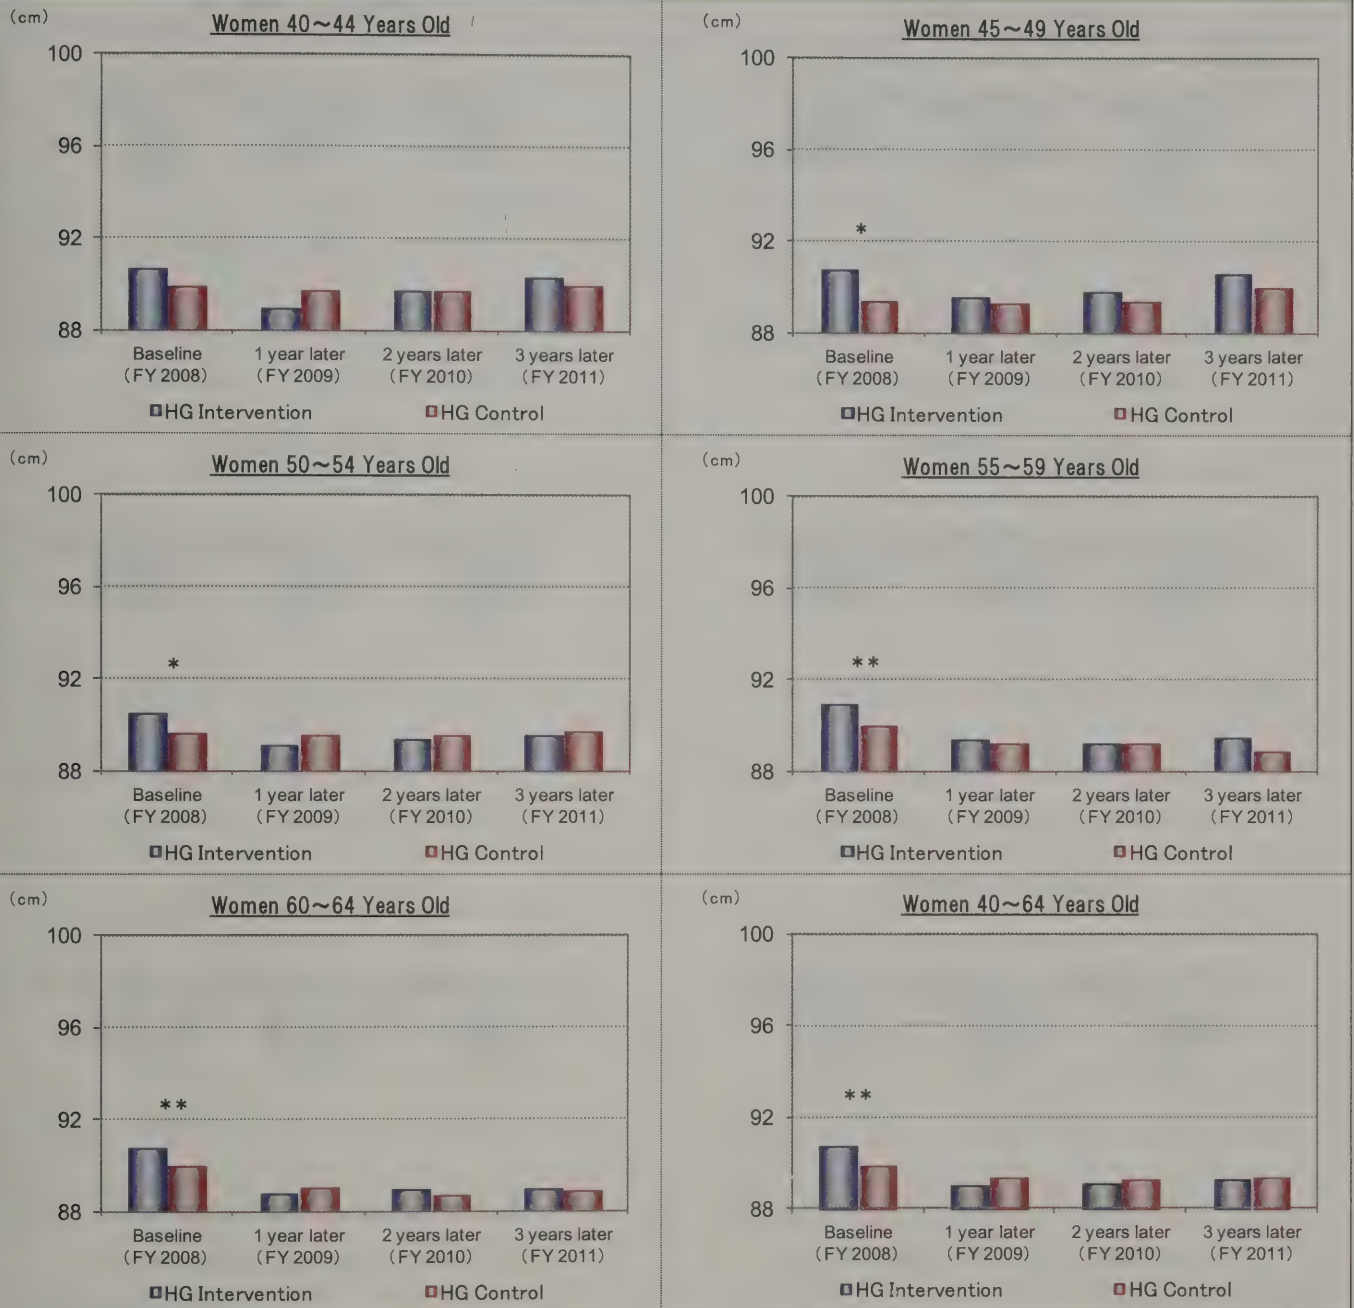 (cm)
Women 40～44 Years Old
100
96
92
88
Baseline
(FY 2008)
1 year later
(FY 2009)
2 years later
(FY 2010)
3 years later
(FY 2011)
HG Intervention
HG Control
(cm)
Women 45～49 Years Old
100
96
92
88
*
Baseline
(FY 2008)
1 year later
(FY 2009)
2 years later
(FY 2010)
3 years later
(FY 2011)
HG Intervention
HG Control
(cm)
Women 50～54 Years Old
100
96
92
88
*
Baseline
(FY 2008)
1 year later
(FY 2009)
2 years later
(FY 2010)
3 years later
(FY 2011)
HG Intervention
HG Control
(cm)
Women 55～59 Years Old
100
96
92
88
**
Baseline
(FY 2008)
1 year later
(FY 2009)
2 years later
(FY 2010)
3 years later
(FY 2011)
HG Intervention
HG Control
(cm)
Women 60～64 Years Old
100
96
92
88
**
Baseline
(FY 2008)
1 year later
(FY 2009)
2 years later
(FY 2010)
3 years later
(FY 2011)
HG Intervention
HG Control
(cm)
Women 40～64 Years Old
100
96
92
88
**
Baseline
(FY 2008)
1 year later
(FY 2009)
2 years later
(FY 2010)
3 years later
(FY 2011)
HG Intervention
HG Control